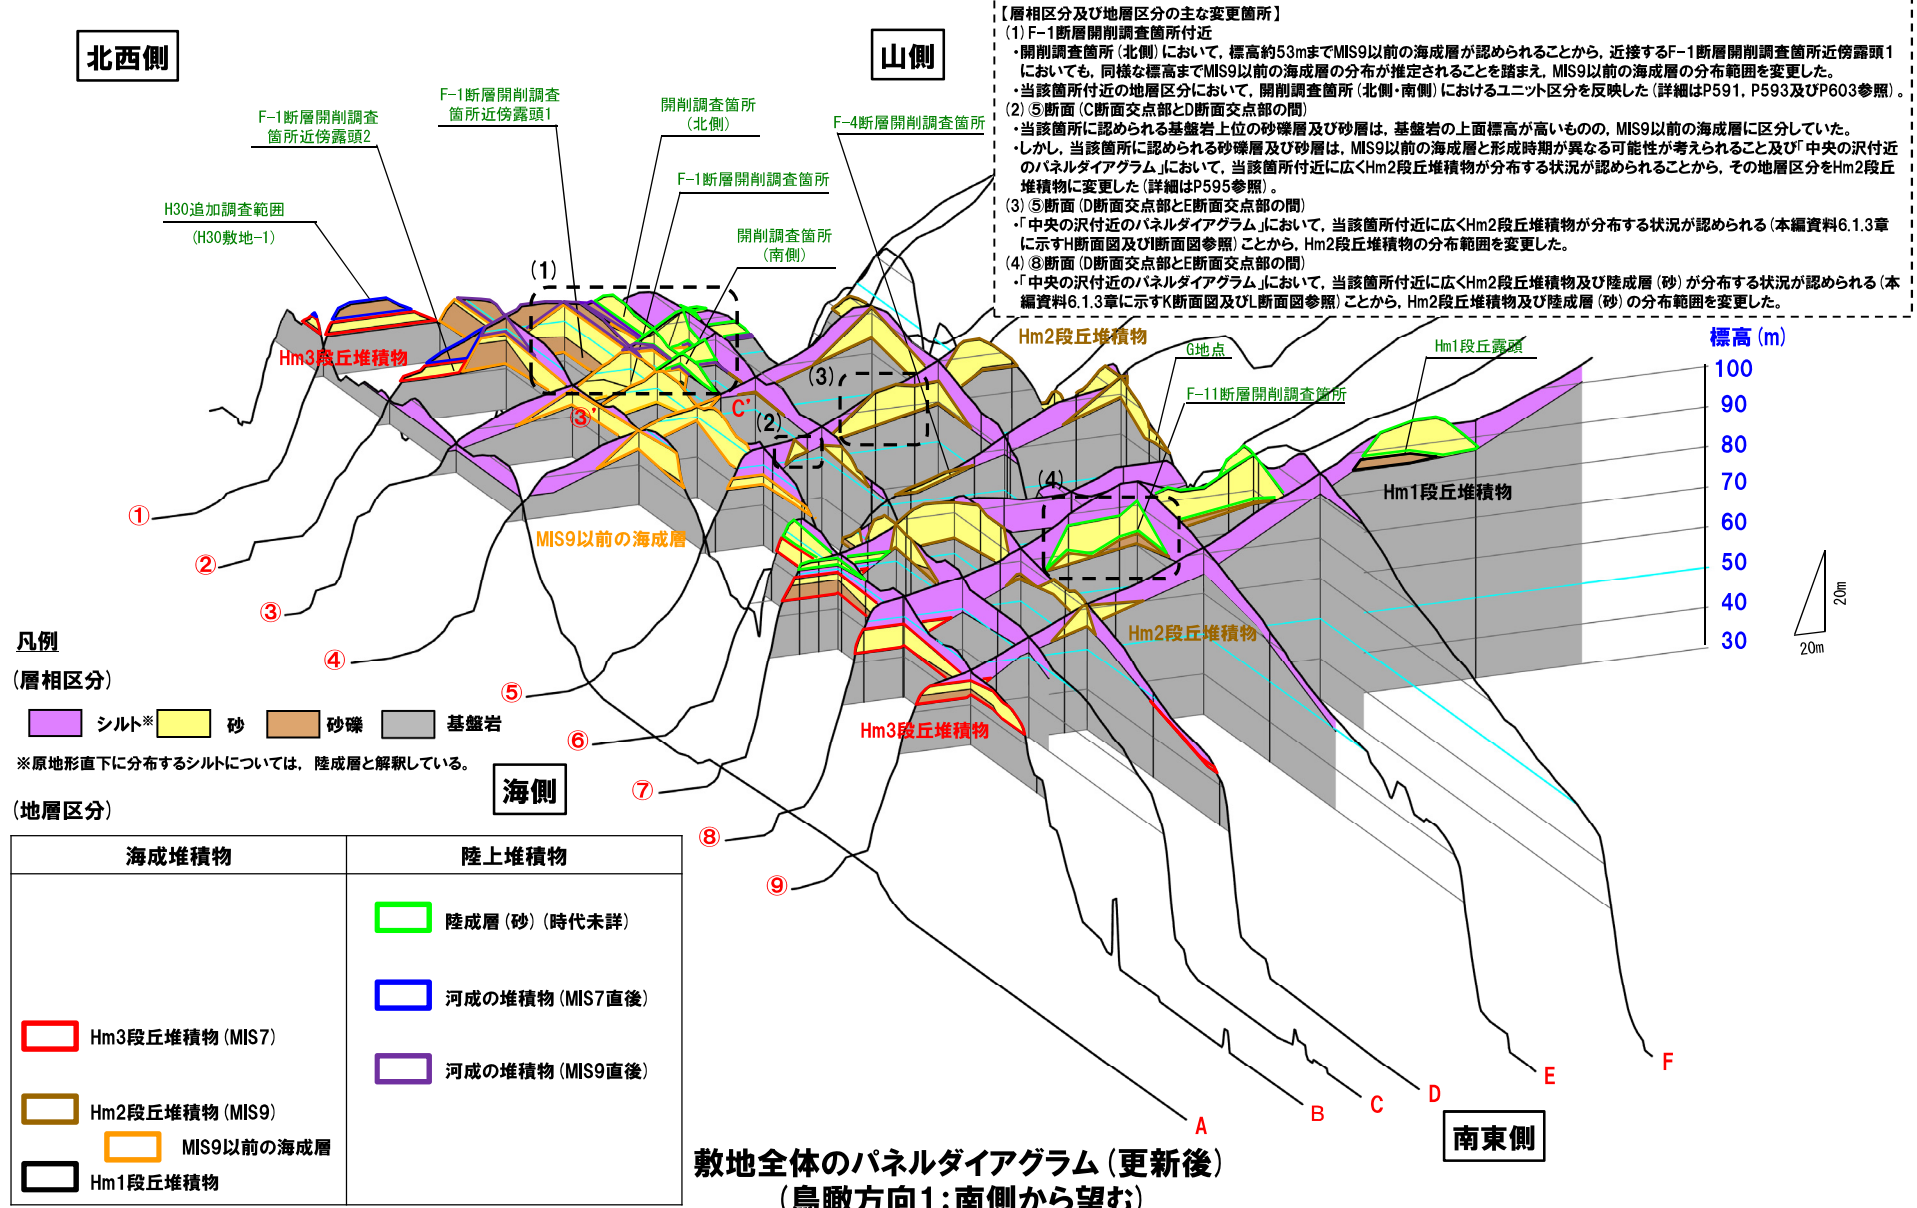 【層相区分及び地層区分の主な変更箇所】
(1) F-1断層開削調査箇所付近
・開削調査箇所(北側)において，標高約53mまでMIS9以前の海成層が認められることから，近接するF-1断層開削調査箇所近傍露頭1
においても，同様な標高までMIS9以前の海成層の分布が推定されることを踏まえ，MIS9以前の海成層の分布範囲を変更した。
・当該箇所付近の地層区分において，開削調査箇所(北側・南側)におけるユニット区分を反映した(詳細はP591，P593及びP603参照)。
(2) ⑤断面(C断面交点部とD断面交点部の間)
・当該箇所に認められる基盤岩上位の砂礫層及び砂層は，基盤岩の上面標高が高いものの，MIS9以前の海成層に区分していた。
・しかし，当該箇所に認められる砂礫層及び砂層は，MIS9以前の海成層と形成時期が異なる可能性が考えられること及び「中央の沢付近
のパネルダイアグラム」において，当該箇所付近に広くHm2段丘堆積物が分布する状況が認められることから，その地層区分をHm2段丘
堆積物に変更した(詳細はP595参照)。
(3) ⑤断面(D断面交点部とE断面交点部の間)
・「中央の沢付近のパネルダイアグラム」において，当該箇所付近に広くHm2段丘堆積物が分布する状況が認められる(本編資料6.1.3章
に示すH断面図及びI断面図参照)ことから，Hm2段丘堆積物の分布範囲を変更した。
(4) ⑧断面(D断面交点部とE断面交点部の間)
・「中央の沢付近のパネルダイアグラム」において，当該箇所付近に広くHm2段丘堆積物及び陸成層(砂)が分布する状況が認められる(本
編資料6.1.3章に示すK断面図及びL断面図参照)ことから，Hm2段丘堆積物及び陸成層(砂)の分布範囲を変更した。
北西側
山側
F-1断層開削調査
箇所近傍露頭2
F-1断層開削調査
箇所近傍露頭1
開削調査箇所
(北側)
F-4断層開削調査箇所
F-1断層開削調査箇所
H30追加調査範囲
(H30敷地-1)
開削調査箇所
(南側)
(1)
Hm3段丘堆積物
Hm2段丘堆積物
G地点
Hm1段丘露頭
F-11断層開削調査箇所
標高(m)
100
90
80
70
60
50
40
30
20m
20m
(3)
③'
C'
(2)
(4)
Hm1段丘堆積物
MIS9以前の海成層
Hm2段丘堆積物
Hm3段丘堆積物
①
②
③
④
⑤
⑥
⑦
⑧
⑨
A
B
C
D
E
F
海側
南東側
凡例
(層相区分)
シルト※
砂
砂礫
基盤岩
※原地形直下に分布するシルトについては，陸成層と解釈している。
(地層区分)
海成堆積物
陸上堆積物
陸成層(砂)(時代未詳)
河成の堆積物(MIS7直後)
Hm3段丘堆積物(MIS7)
河成の堆積物(MIS9直後)
Hm2段丘堆積物(MIS9)
MIS9以前の海成層
Hm1段丘堆積物
敷地全体のパネルダイアグラム(更新後)
(鳥瞰方向1:南側から望む)